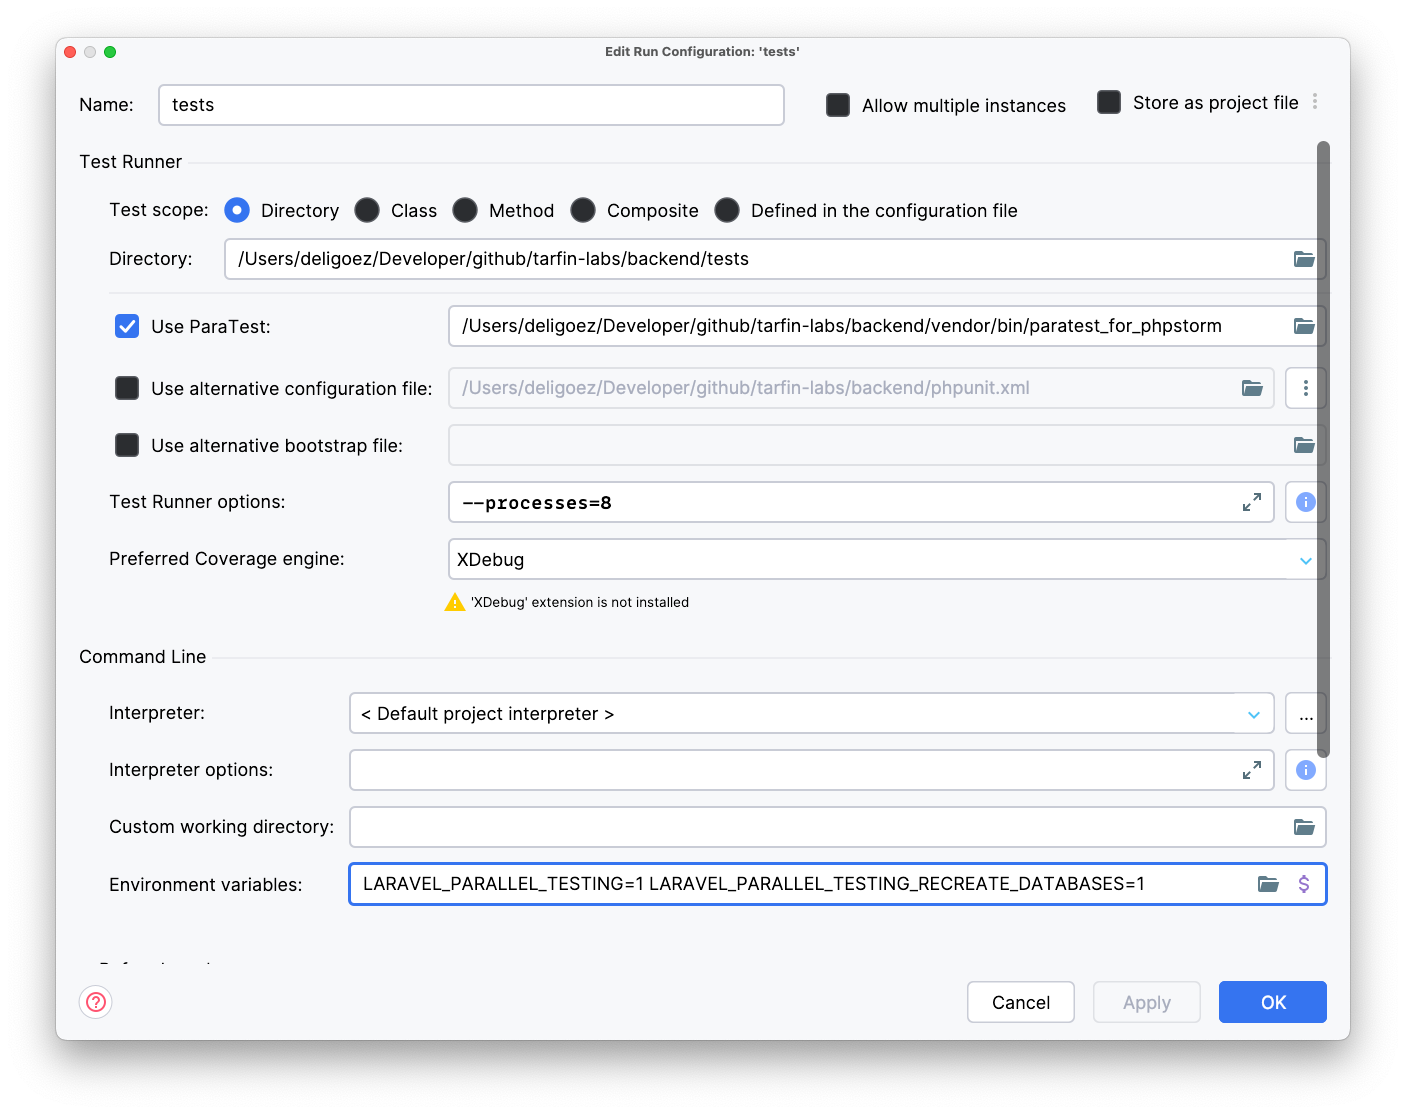 Edit Run Configuration: 'tests'
Name: tests Allow multiple instances Store as project file
Test Runner
Test scope: Directory Class Method Composite Defined in the configuration file
Directory: /Users/deligoez/Developer/github/tarfin-labs/backend/tests
Use ParaTest: /Users/deligoez/Developer/github/tarfin-labs/backend/vendor/bin/paratest_for_phpstorm
Use alternative configuration file: /Users/deligoez/Developer/github/tarfin-labs/backend/phpunit.xml
Use alternative bootstrap file:
Test Runner options: --processes=8
Preferred Coverage engine: XDebug
'XDebug' extension is not installed
Command Line
Interpreter: < Default project interpreter > ...
Interpreter options:
Custom working directory:
Environment variables: LARAVEL_PARALLEL_TESTING=1 LARAVEL_PARALLEL_TESTING_RECREATE_DATABASES=1 $
? Cancel Apply OK